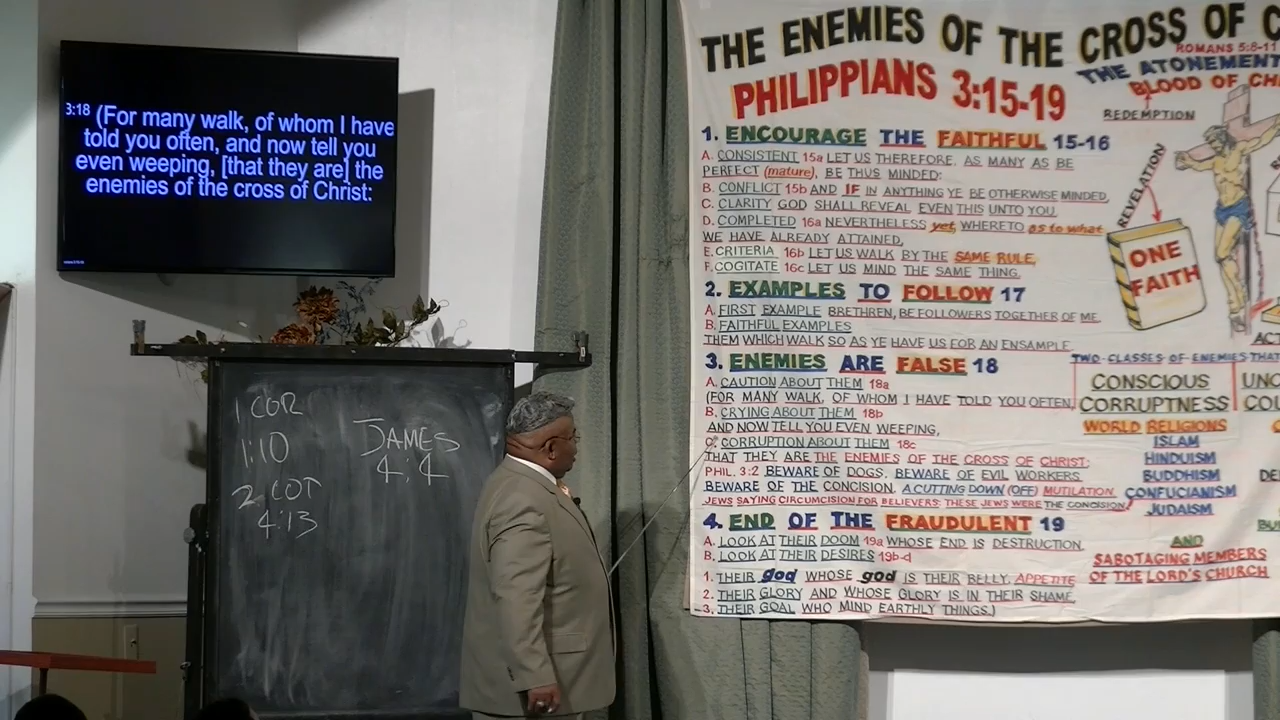 3:18 (For many walk, of whom I have
told you often, and now tell you
even weeping, [that they are] the
enemies of the cross of Christ:
1 COR
1:10
2 COT
4:13
JAMES
4:4
THE ENEMIES OF THE CROSS OF C
PHILIPPIANS 3:15-19
ROMANS 5:8-11
THE ATONEMENT
BLOOD OF CH
REDEMPTION
REVELATION
ONE
FAITH
1. ENCOURAGE THE FAITHFUL 15-16
A. CONSISTENT 15a LET US THEREFORE, AS MANY AS BE
PERFECT (mature), BE THUS MINDED:
B. CONFLICT 15b AND IF IN ANYTHING YE BE OTHERWISE MINDED,
C. CLARITY GOD SHALL REVEAL EVEN THIS UNTO YOU,
D. COMPLETED 16a NEVERTHELESS yet, WHERETO as to what
WE HAVE ALREADY ATTAINED,
E. CRITERIA 16b LET US WALK BY THE SAME RULE,
F. COGITATE 16c LET US MIND THE SAME THING.
2. EXAMPLES TO FOLLOW 17
A. FIRST EXAMPLE BRETHREN, BE FOLLOWERS TOGETHER OF ME,
B. FAITHFUL EXAMPLES
THEM WHICH WALK SO AS YE HAVE US FOR AN ENSAMPLE.
3. ENEMIES ARE FALSE 18
A. CAUTION ABOUT THEM 18a
(FOR MANY WALK, OF WHOM I HAVE TOLD YOU OFTEN,
B. CRYING ABOUT THEM 18b
AND NOW TELL YOU EVEN WEEPING,
C. CORRUPTION ABOUT THEM 18c
THAT THEY ARE THE ENEMIES OF THE CROSS OF CHRIST:
PHIL. 3:2 BEWARE OF DOGS, BEWARE OF EVIL WORKERS
BEWARE OF THE CONCISION, A CUTTING DOWN (OFF) MUTILATION
JEWS SAYING CIRCUMCISION FOR BELIEVERS: THESE JEWS WERE THE CONCISION
4. END OF THE FRAUDULENT 19
A. LOOK AT THEIR DOOM 19a WHOSE END IS DESTRUCTION,
B. LOOK AT THEIR DESIRES 19b-d
1. THEIR god WHOSE god IS THEIR BELLY, APPETITE
2. THEIR GLORY AND WHOSE GLORY IS IN THEIR SHAME,
3. THEIR GOAL WHO MIND EARTHLY THINGS.)
TWO CLASSES OF ENEMIES THA
CONSCIOUS
CORRUPTNESS
WORLD RELIGIONS
ISLAM
HINDUISM
BUDDHISM
CONFUCIANISM
JUDAISM
AND
SABOTAGING MEMBERS
OF THE LORD'S CHURCH